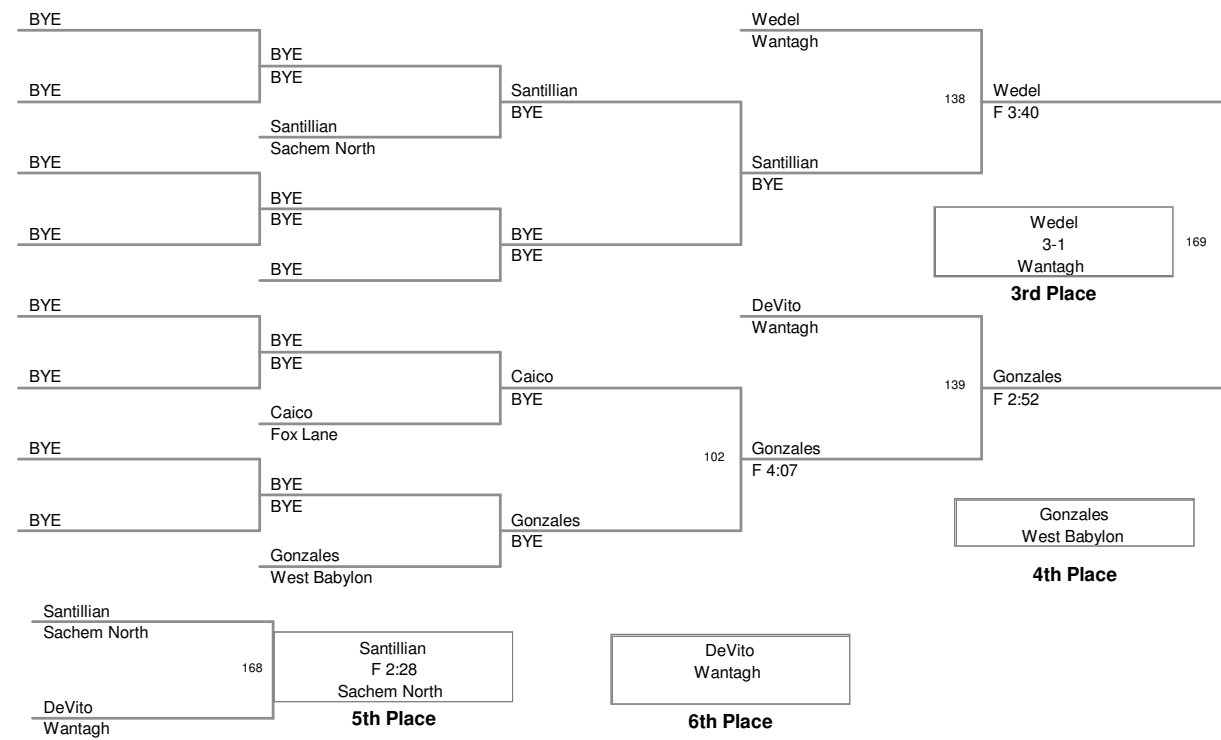 BYE
Wedel
Wantagh
BYE
BYE
BYE
Santillian
BYE
138
Wedel
F 3:40
Santillian
Sachem North
BYE
Santillian
BYE
BYE
BYE
BYE
BYE
BYE
BYE
Wedel
3-1
Wantagh
169
3rd Place
BYE
DeVito
Wantagh
BYE
BYE
BYE
Caico
BYE
139
Gonzales
F 2:52
Caico
Fox Lane
BYE
102
Gonzales
F 4:07
BYE
BYE
BYE
Gonzales
BYE
Gonzales
West Babylon
4th Place
Gonzales
West Babylon
Santillian
Sachem North
168
Santillian
F 2:28
Sachem North
5th Place
DeVito
Wantagh
6th Place
DeVito
Wantagh